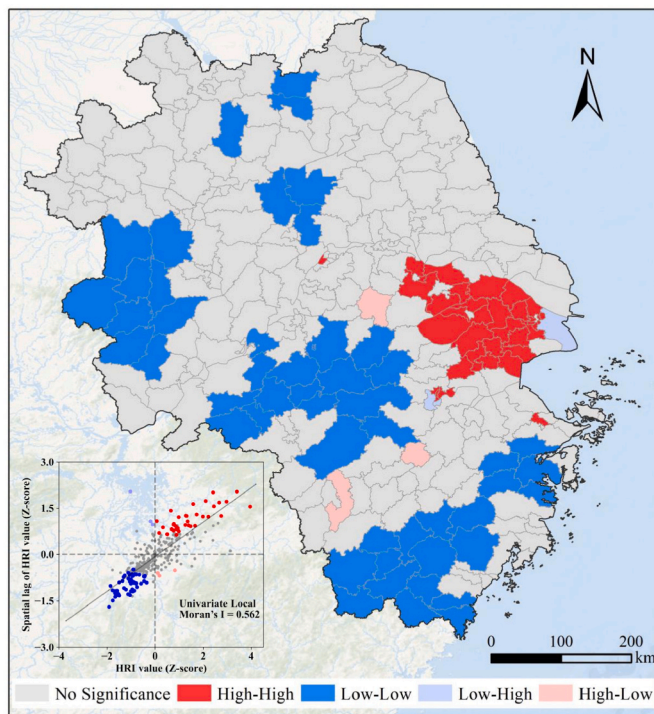 N
3.0
1.5
0.0
−1.5
−3.0
Spatial lag of HRI value (Z-score)
Univariate Local
Moran's I = 0.562
−4 −2 0 2 4
HRI value (Z-score)
0 100 200
km
No Significance High-High Low-Low Low-High High-Low